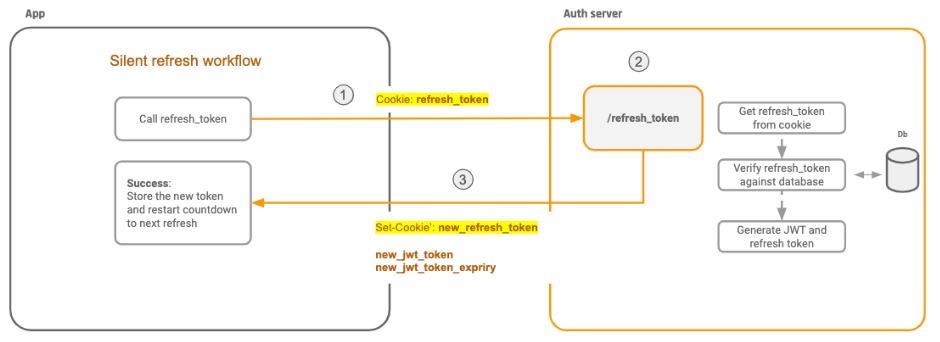 App
Auth server
Silent refresh workflow
1
2
Cookie: refresh_token
Call refresh_token
/refresh_token
Get refresh_token
from cookie
Db
Success:
Store the new token
and restart countdown
to next refresh
3
Verify refresh_token
against database
Set-Cookie': new_refresh_token
Generate JWT and
refresh token
new_jwt_token
new_jwt_token_expriry